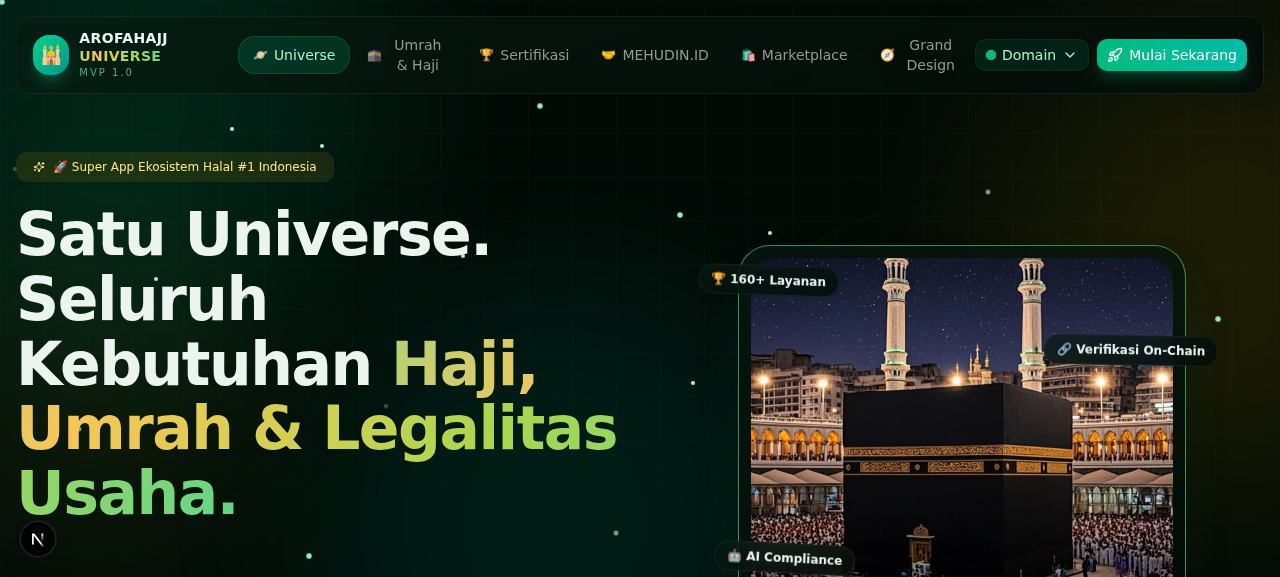 AROFAHAJJ
UNIVERSE
MVP 1.0
Universe
Umrah
& Haji
Sertifikasi
MEHUDIN.ID
Marketplace
Grand
Design
Domain
Mulai Sekarang
Super App Ekosistem Halal #1 Indonesia
Satu Universe.
Seluruh
Kebutuhan Haji,
Umrah & Legalitas
Usaha.
160+ Layanan
Verifikasi On-Chain
AI Compliance
N